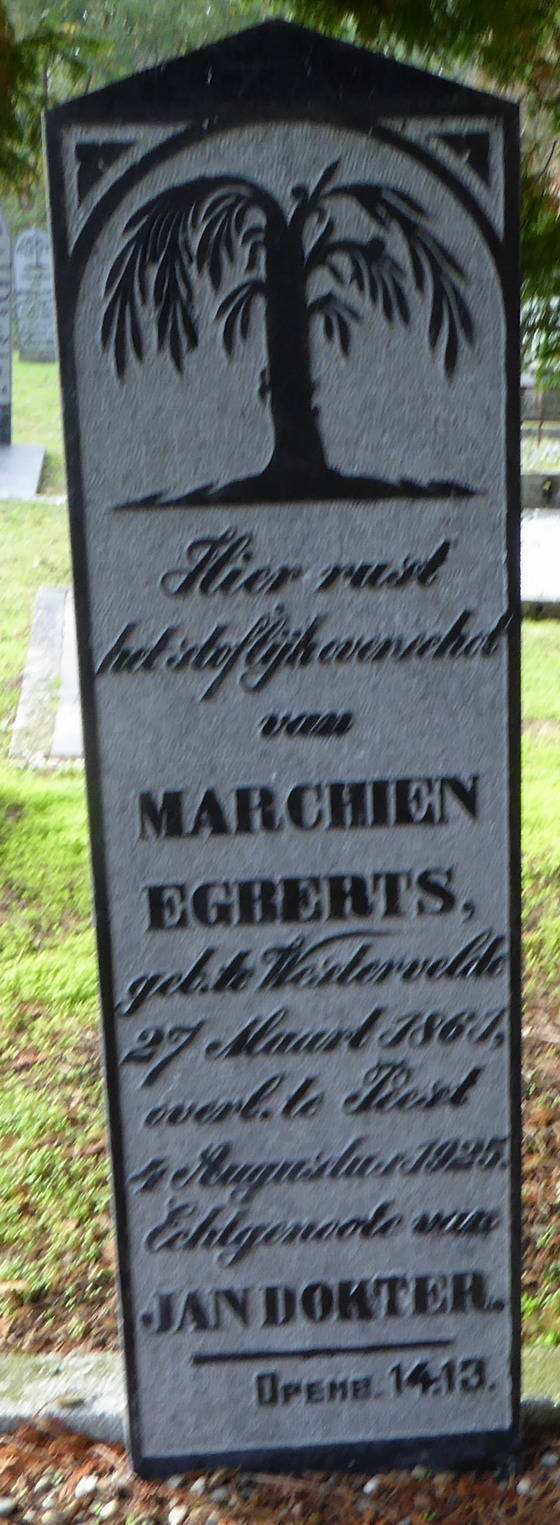 Hier rust
het stoflijk overschot
van
MARCHIEN
EGBERTS,
geb. te Westervelde
27 Maart 1861,
overl. te Peest
4 Augustus 1925.
Echtgenoote van
JAN DOKTER.
OPENB. 14:13.